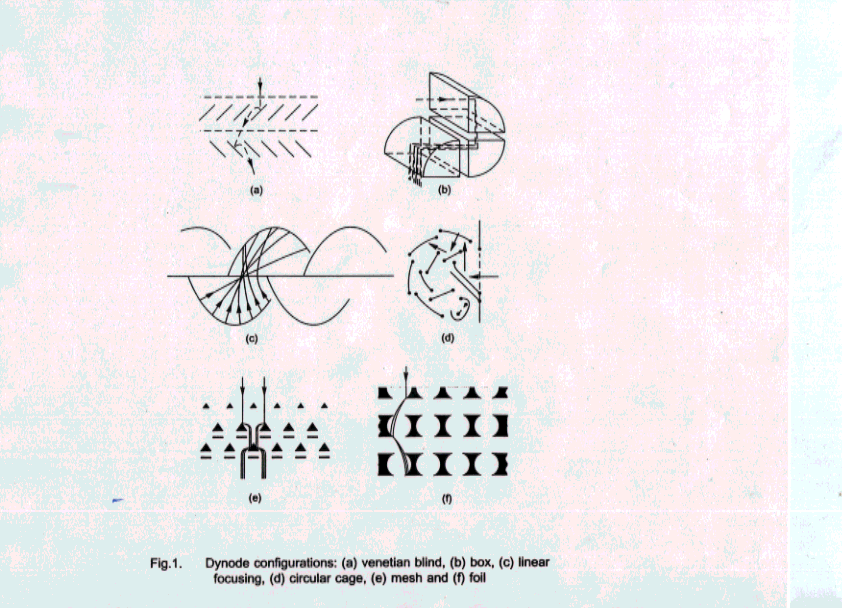 (a)
(b)
(c)
(d)
(e)
(f)
Fig.1. Dynode configurations: (a) venetian blind, (b) box, (c) linear
focusing, (d) circular cage, (e) mesh and (f) foil